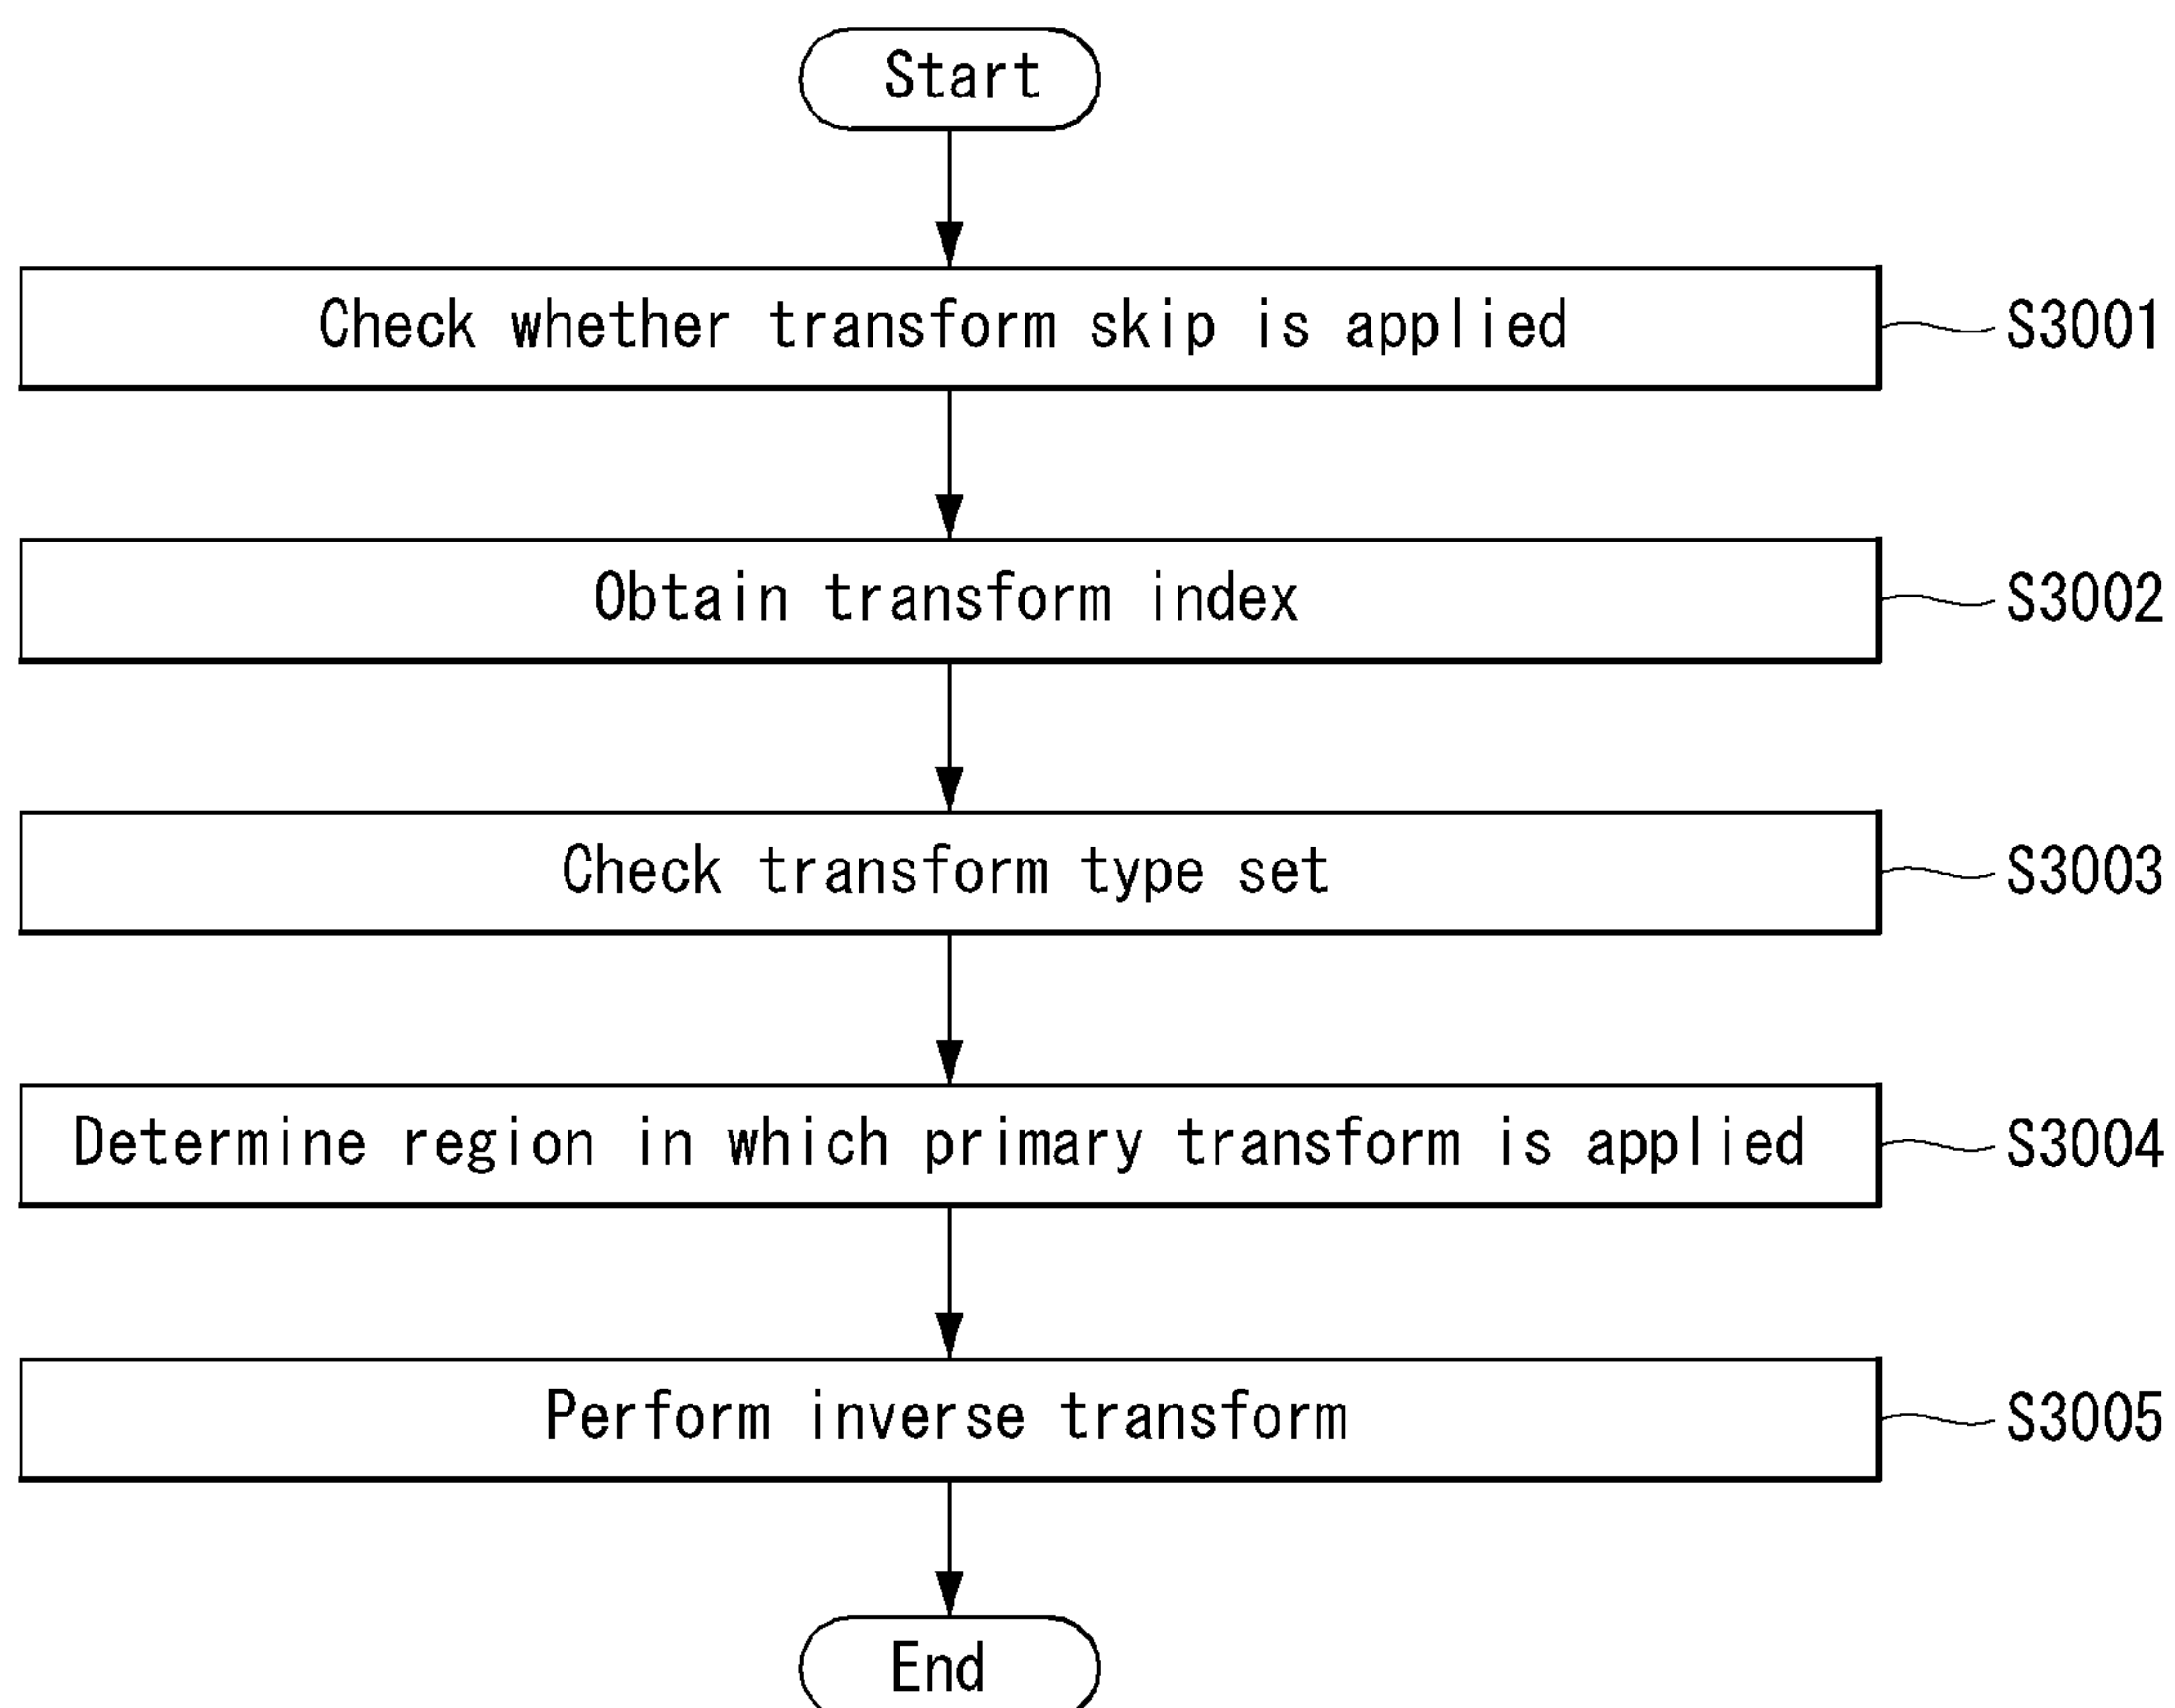 Start
Check whether transform skip is applied
S3001
Obtain transform index
S3002
Check transform type set
S3003
Determine region in which primary transform is applied
S3004
Perform inverse transform
S3005
End